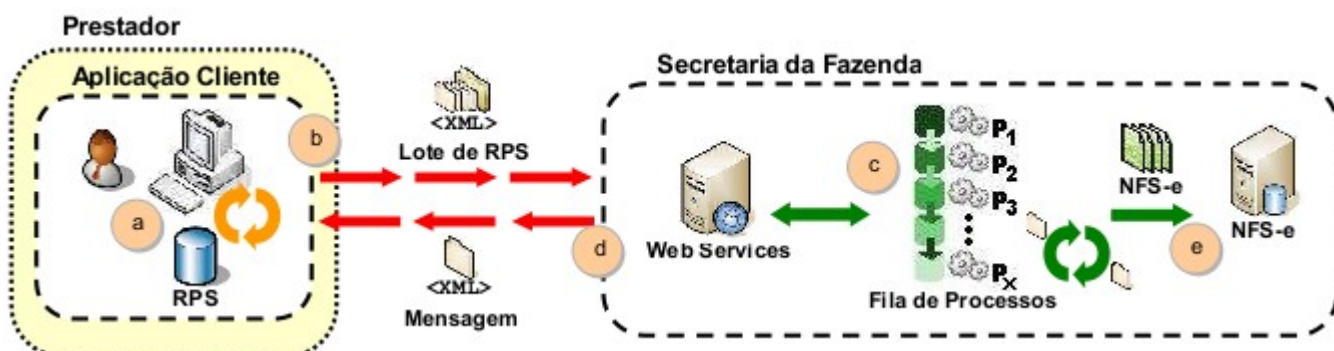 Prestador
Aplicação Cliente
a
RPS
b
<XML>
Lote de RPS
<XML>
Mensagem
Secretaria da Fazenda
d
Web Services
c
P1
P2
P3
Px
Fila de Processos
NFS-e
e
NFS-e